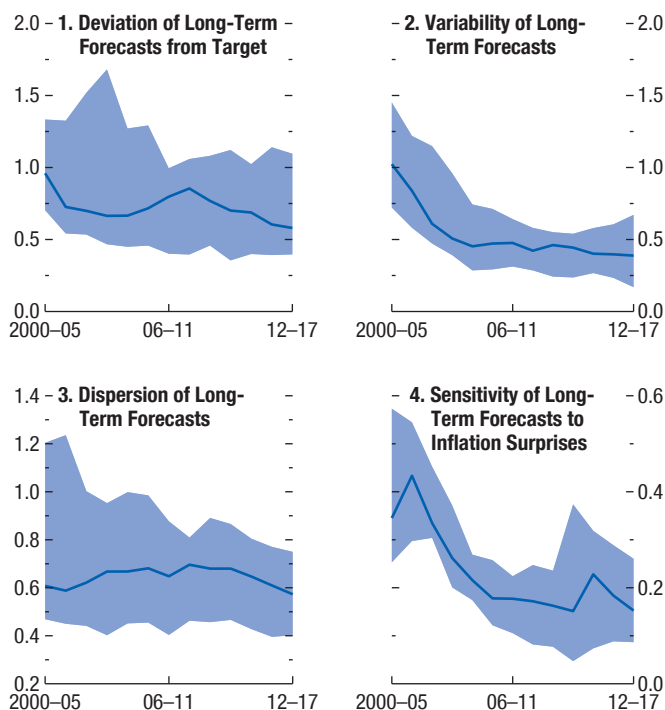 1. Deviation of Long-Term
Forecasts from Target
2.0
1.5
1.0
0.5
0.0
2000–05 06–11 12–17
2. Variability of Long-
Term Forecasts
2.0
1.5
1.0
0.5
0.0
2000–05 06–11 12–17
3. Dispersion of Long-
Term Forecasts
1.4
1.2
1.0
0.8
0.6
0.4
0.2
2000–05 06–11 12–17
4. Sensitivity of Long-
Term Forecasts to
Inflation Surprises
0.6
0.4
0.2
0.0
2000–05 06–11 12–17